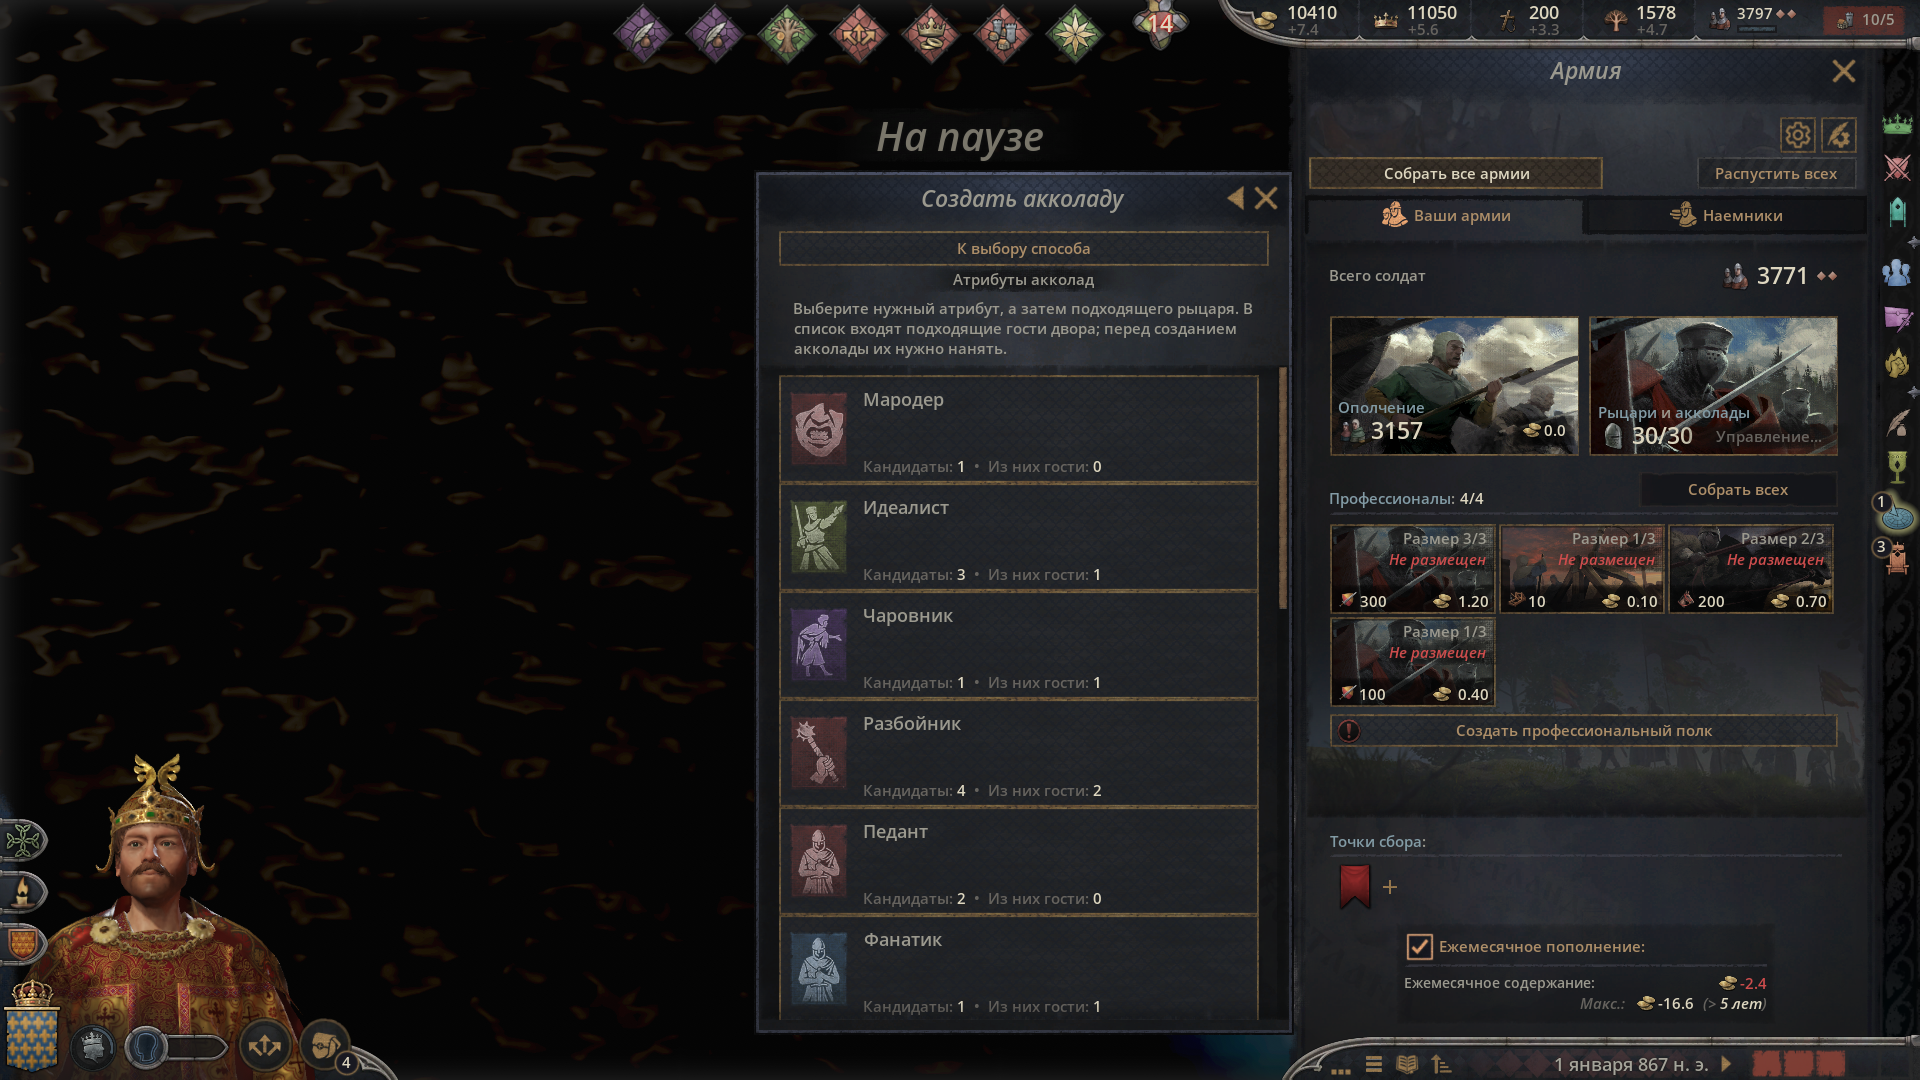 14
10410
+7.4
11050
+5.6
200
+3.3
1578
+4.7
3797
10/5
На паузе
Создать акколаду
К выбору способа
Атрибуты акколад
Выберите нужный атрибут, а затем подходящего рыцаря. В
список входят подходящие гости двора; перед созданием
акколады их нужно нанять.
Мародер
Кандидаты: 1 • Из них гости: 0
Идеалист
Кандидаты: 3 • Из них гости: 1
Чаровник
Кандидаты: 1 • Из них гости: 1
Разбойник
Кандидаты: 4 • Из них гости: 2
Педант
Кандидаты: 2 • Из них гости: 0
Фанатик
Кандидаты: 1 • Из них гости: 1
Армия
Собрать все армии
Распустить всех
Ваши армии
Наемники
Всего солдат
3771
Ополчение
3157
0.0
Рыцари и акколады
30/30
Управление...
Профессионалы: 4/4
Собрать всех
Размер 3/3
Не размещен
300
1.20
Размер 1/3
Не размещен
10
0.10
Размер 2/3
Не размещен
200
0.70
Размер 1/3
Не размещен
100
0.40
Создать профессиональный полк
Точки сбора:
+
Ежемесячное пополнение:
Ежемесячное содержание:
-2.4
Макс.: -16.6 (> 5 лет)
1
3
4
1 января 867 н. э.